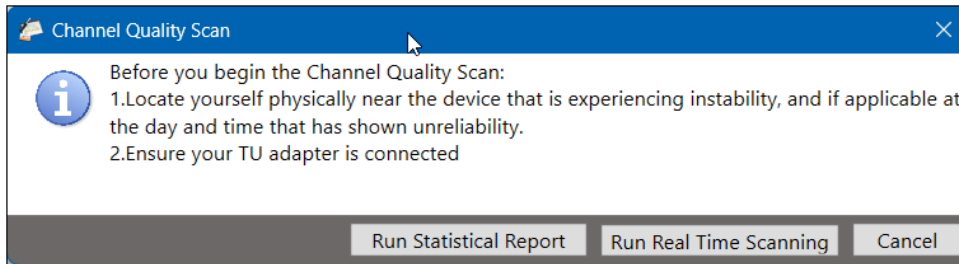 Channel Quality Scan
Before you begin the Channel Quality Scan:
1.Locate yourself physically near the device that is experiencing instability, and if applicable at
the day and time that has shown unreliability.
2.Ensure your TU adapter is connected
Run Statistical Report Run Real Time Scanning Cancel